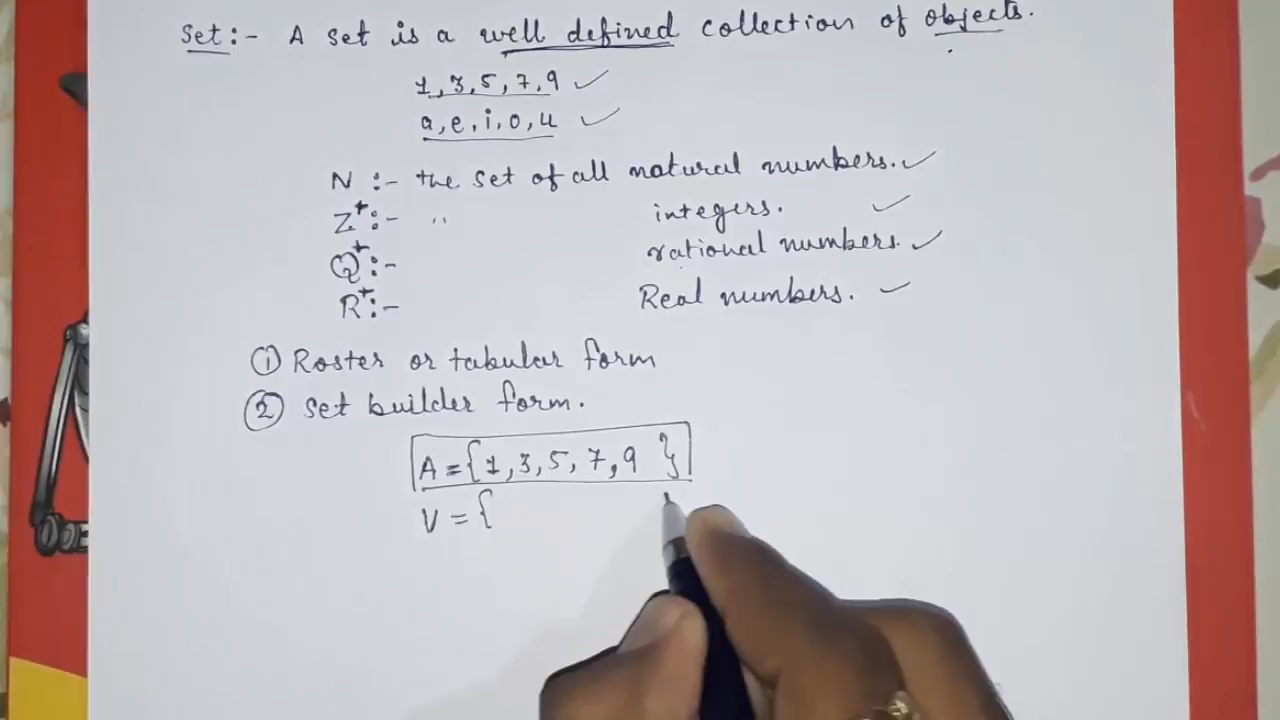 Set :- A set is a well defined collection of objects.
1, 3, 5, 7, 9 ✓
a, e, i, o, u ✓
N :- the set of all natural numbers. ✓
Z⁺ :- " integers. ✓
Q⁺ :- rational numbers. ✓
R⁺ :- Real numbers. ✓
① Roster or tabular form
② Set builder form.
A = {1, 3, 5, 7, 9 }
V = {